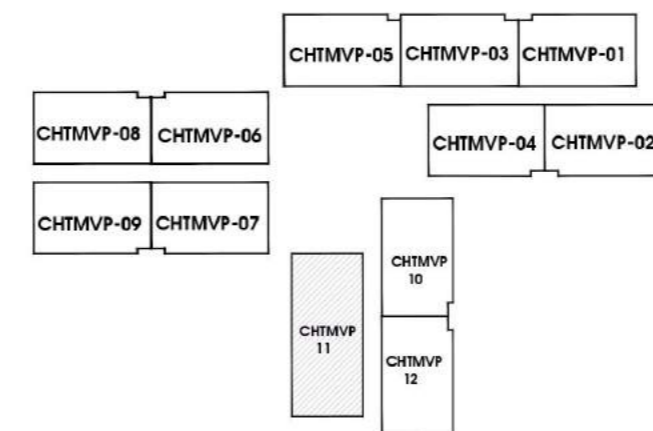 CHTMVP-05 CHTMVP-03 CHTMVP-01
CHTMVP-08 CHTMVP-06
CHTMVP-04 CHTMVP-02
CHTMVP-09 CHTMVP-07
CHTMVP
10
CHTMVP
11
CHTMVP
12